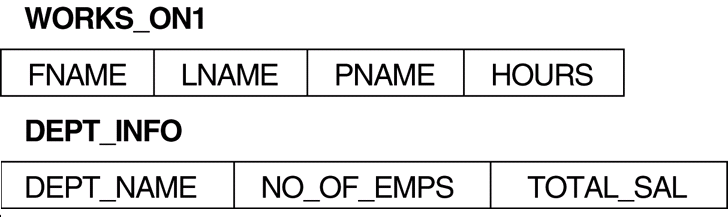 WORKS_ON1
FNAME LNAME PNAME HOURS
DEPT_INFO
DEPT_NAME NO_OF_EMPS TOTAL_SAL